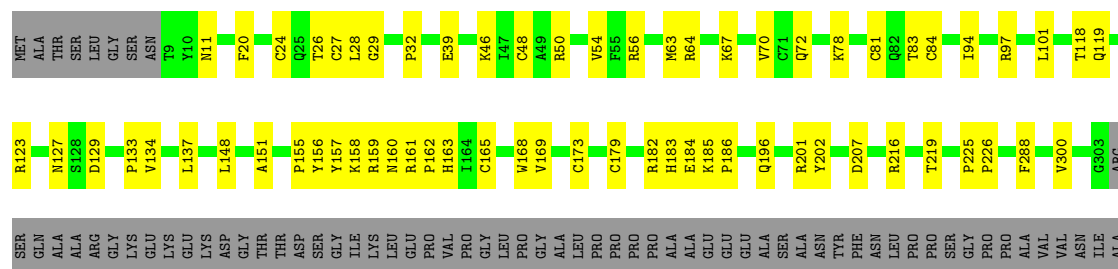 MET ALA THR SER LEU GLY SER ASN T9 Y10 N11 F20 C24 Q25 T26 C27 L28 G29 P32 E39 K46 I47 C48 A49 R50 V54 F55 R56 M63 R64 K67 V70 C71 Q72 K78 C81 Q82 T83 C84 I94 R97 L101 T118 Q119
R123 N127 S128 D129 P133 V134 L137 L148 A151 P155 Y156 Y157 K158 R159 N160 R161 P162 H163 I164 C165 W168 V169 C173 C179 R182 H183 E184 K185 P186 Q196 R201 Y202 D207 R216 T219 P225 P226 F288 V300 G303 ARG
SER GLN ALA ALA ARG GLY LYS GLU LYS GLU LYS ASP GLY THR THR ASP SER GLY ILE LYS LEU GLU PRO VAL PRO GLY LEU PRO GLY ALA LEU PRO PRO PRO PRO ALA ALA GLU GLU GLU ALA SER ALA ASN TYR PHE ASN LEU PRO PRO SER GLY PRO PRO ALA VAL VAL ASN ILE ALA